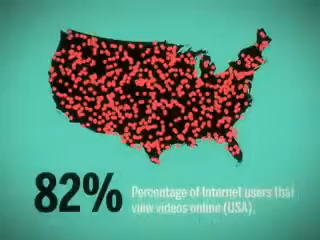 82%
Percentage of Internet users that
view videos online (USA).